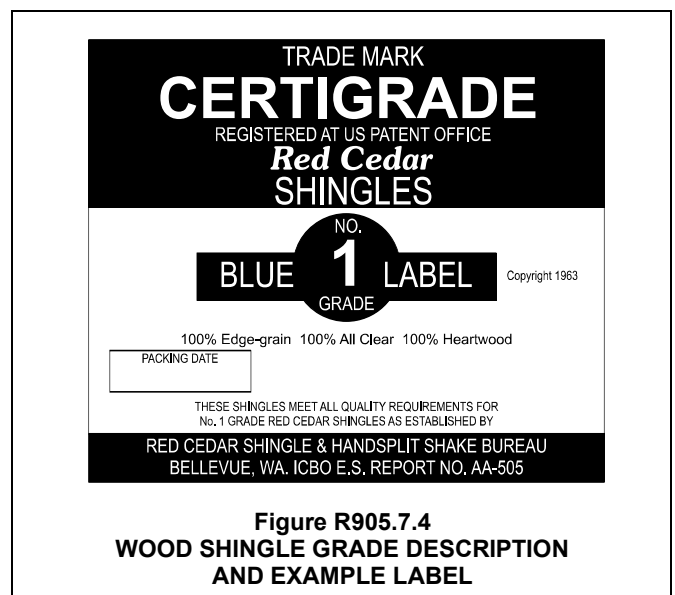 TRADE MARK
CERTIGRADE
REGISTERED AT US PATENT OFFICE
Red Cedar
SHINGLES
NO.
BLUE 1 LABEL
GRADE
Copyright 1963
100% Edge-grain 100% All Clear 100% Heartwood
PACKING DATE
THESE SHINGLES MEET ALL QUALITY REQUIREMENTS FOR
No. 1 GRADE RED CEDAR SHINGLES AS ESTABLISHED BY
RED CEDAR SHINGLE & HANDSPLIT SHAKE BUREAU
BELLEVUE, WA. ICBO E.S. REPORT NO. AA-505
Figure R905.7.4
WOOD SHINGLE GRADE DESCRIPTION
AND EXAMPLE LABEL